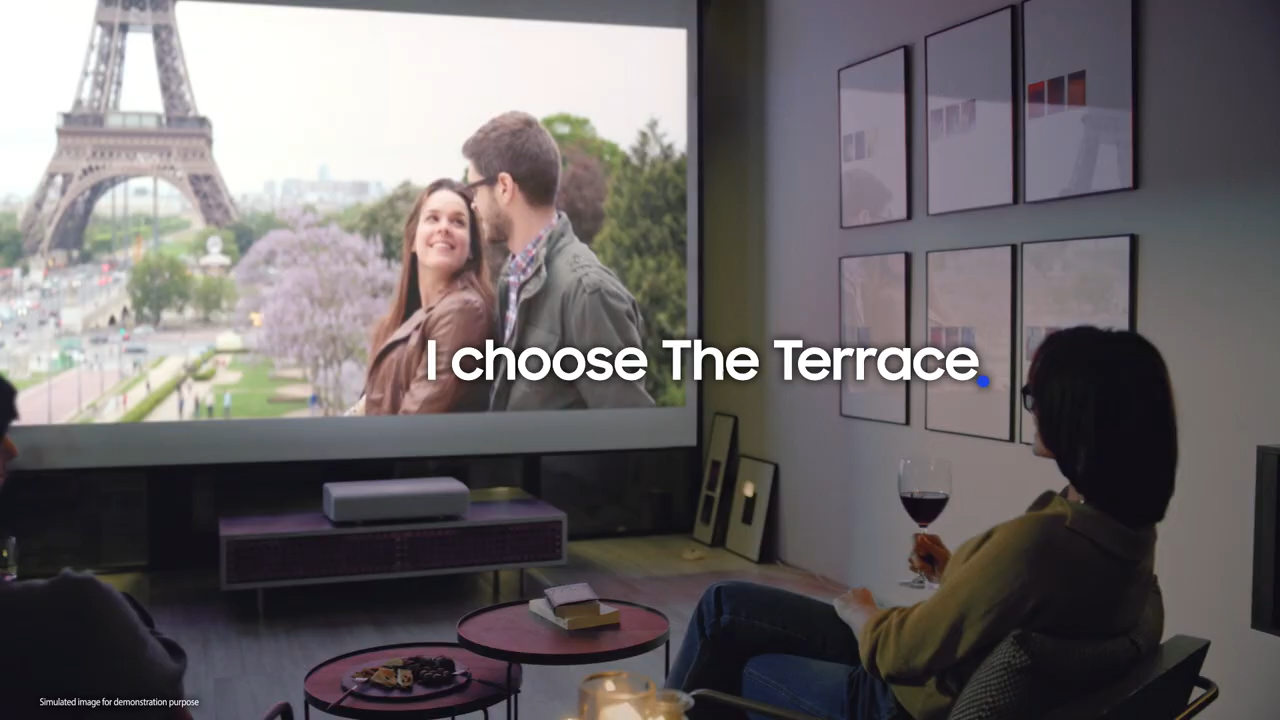 I choose The Terrace.
Simulated image for demonstration purpose